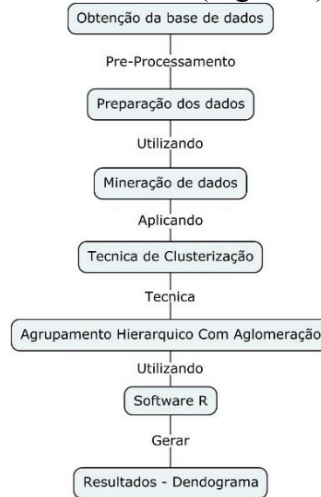 Obtenção da base de dados
Pre-Processamento
Preparação dos dados
Utilizando
Mineração de dados
Aplicando
Tecnica de Clusterização
Tecnica
Agrupamento Hierarquico Com Aglomeração
Utilizando
Software R
Gerar
Resultados - Dendograma